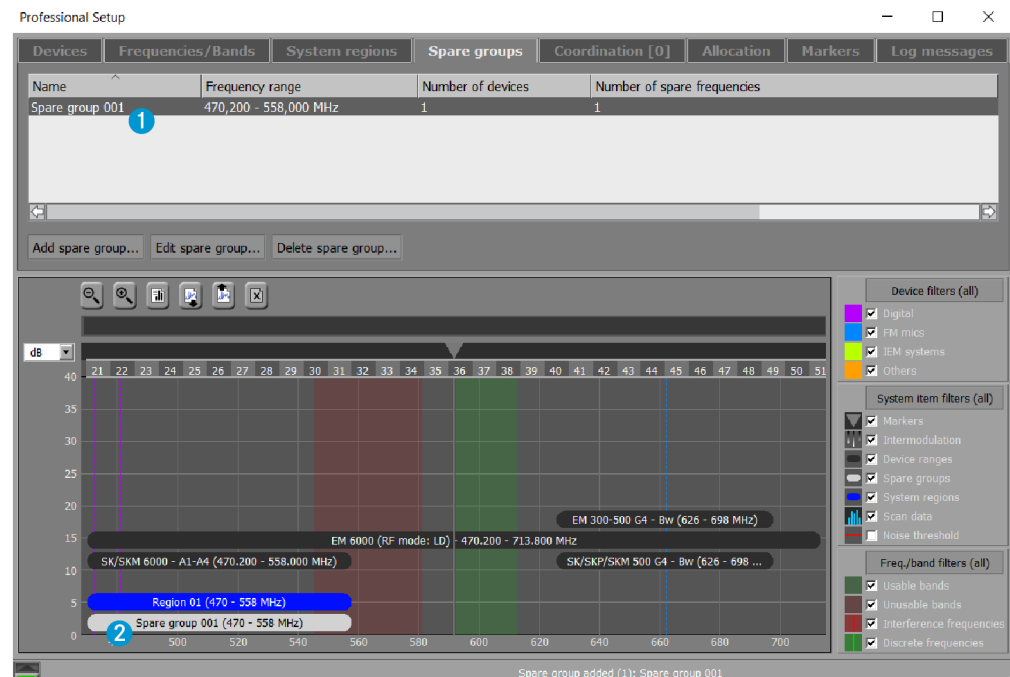 Professional Setup
Devices Frequencies/Bands System regions Spare groups Coordination [0] Allocation Markers Log messages
Name Frequency range Number of devices Number of spare frequencies
Spare group 001 470,200 - 558,000 MHz 1 1
1
Add spare group... Edit spare group... Delete spare group...
Device filters (all)
Digital
FM mics
IEM systems
Others
dB
21 22 23 24 25 26 27 28 29 30 31 32 33 34 35 36 37 38 39 40 41 42 43 44 45 46 47 48 49 50 51
40
35
30
25
20
15
10
5
0
System item filters (all)
Markers
Intermodulation
Device ranges
Spare groups
System regions
Scan data
Noise threshold
EM 300-500 G4 - Bw (626 - 698 MHz)
EM 6000 (RF mode: LD) - 470.200 - 713.800 MHz
SK/SKM 6000 - A1-A4 (470.200 - 558.000 MHz) SK/SKP/SKM 500 G4 - Bw (626 - 698 ...
Region 01 (470 - 558 MHz)
Spare group 001 (470 - 558 MHz)
2
500 520 540 560 580 600 620 640 660 680 700
Freq./band filters (all)
Usable bands
Unusable bands
Interference frequencies
Discrete frequencies
Spare group added (1): Spare group 001